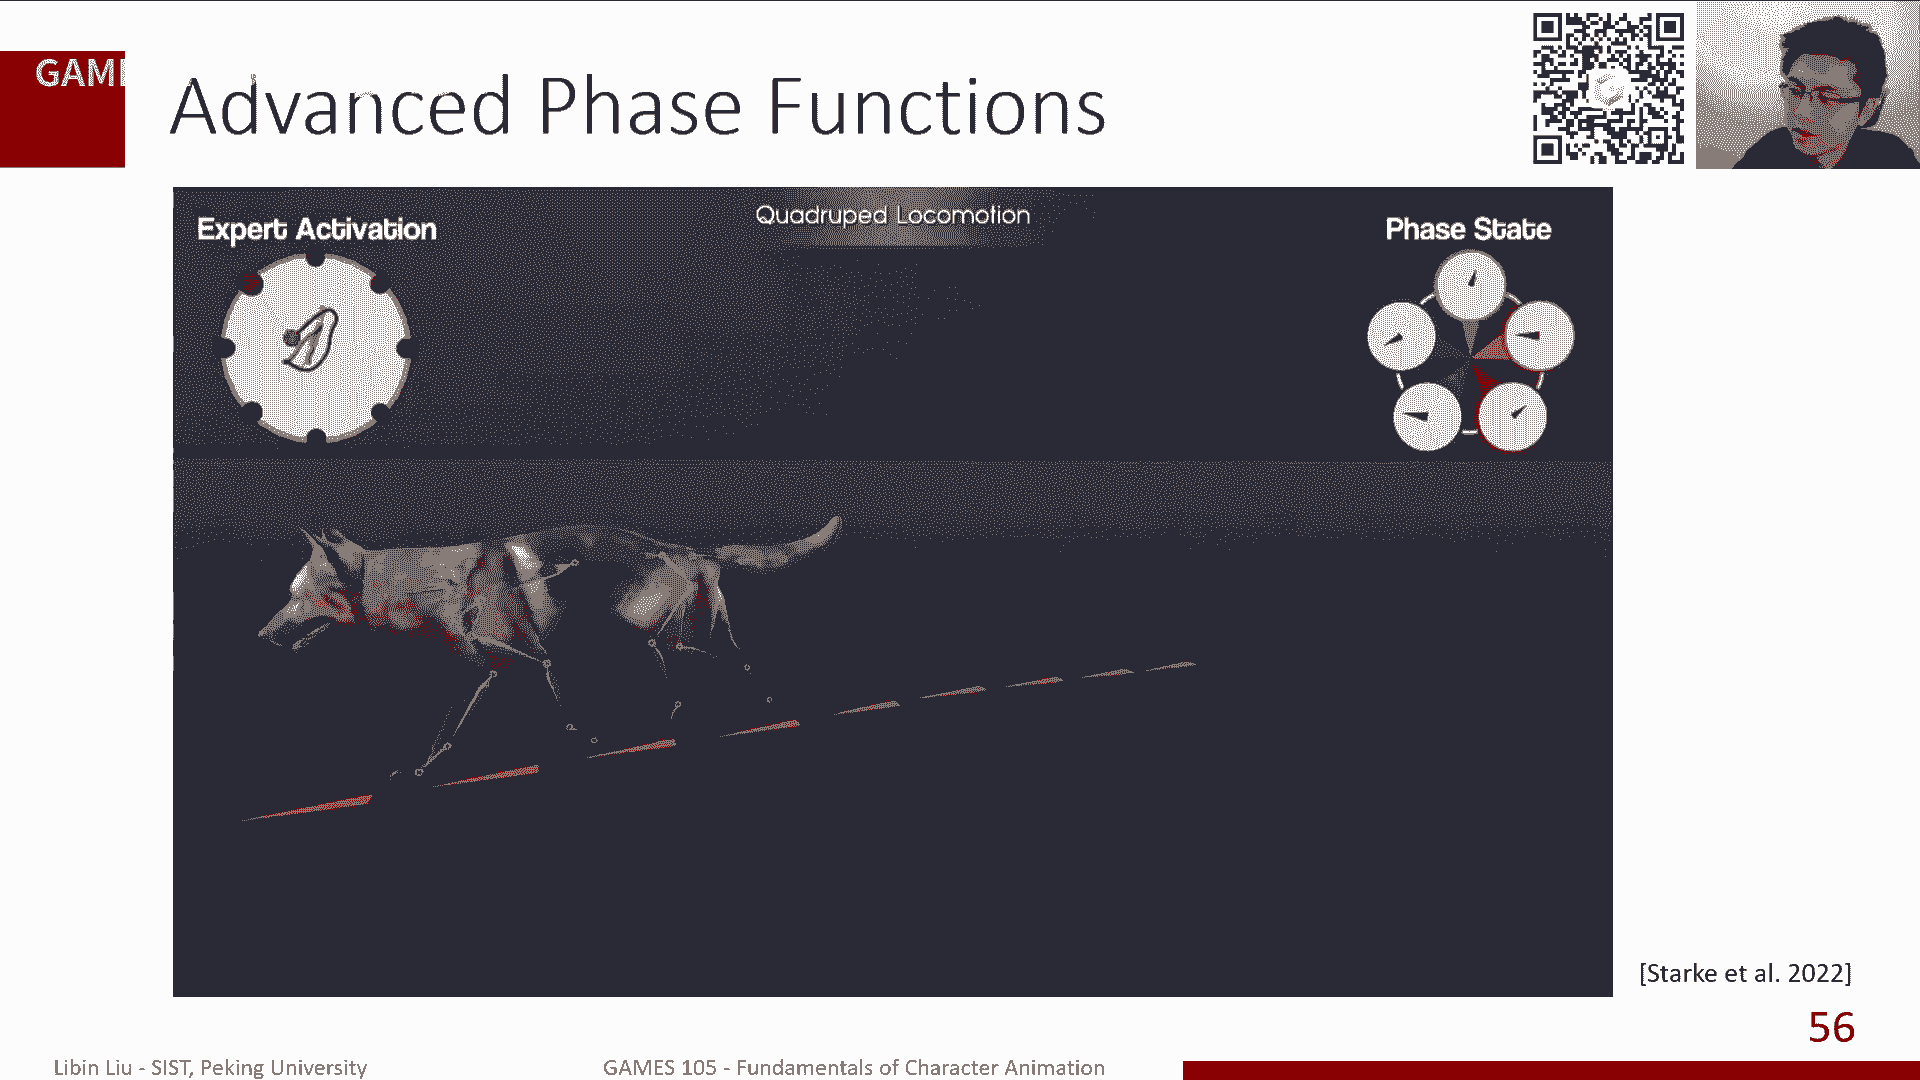 GAME
Advanced Phase Functions
Expert Activation
Quadruped Locomotion
Phase State
[Starke et al. 2022]
56
Libin Liu - SIST, Peking University
GAMES 105 - Fundamentals of Character Animation